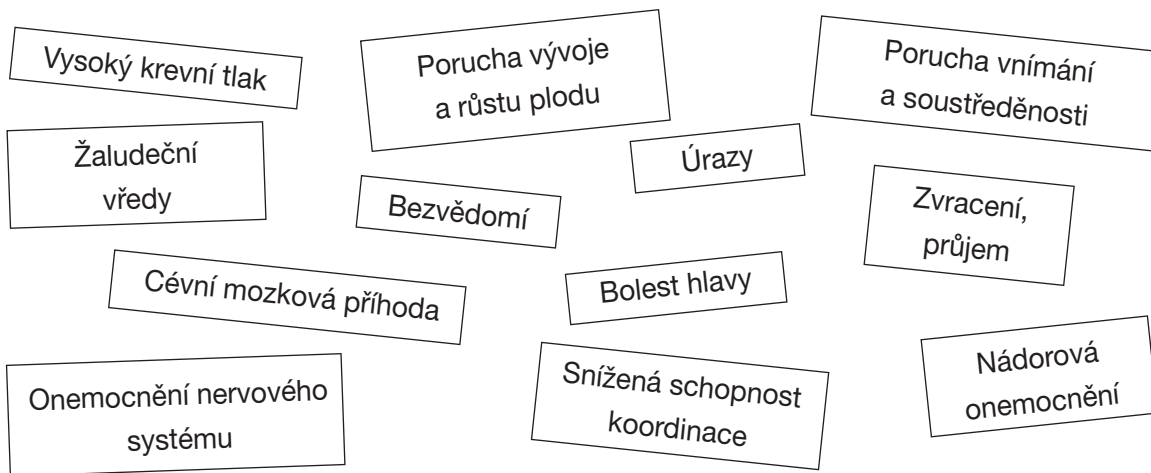 Vysoký krevní tlak
Porucha vývoje
a růstu plodu
Porucha vnímání
a soustředěnosti
Žaludeční
vředy
Úrazy
Bezvědomí
Zvracení,
průjem
Cévní mozková příhoda
Bolest hlavy
Onemocnění nervového
systému
Snížená schopnost
koordinace
Nádorová
onemocnění